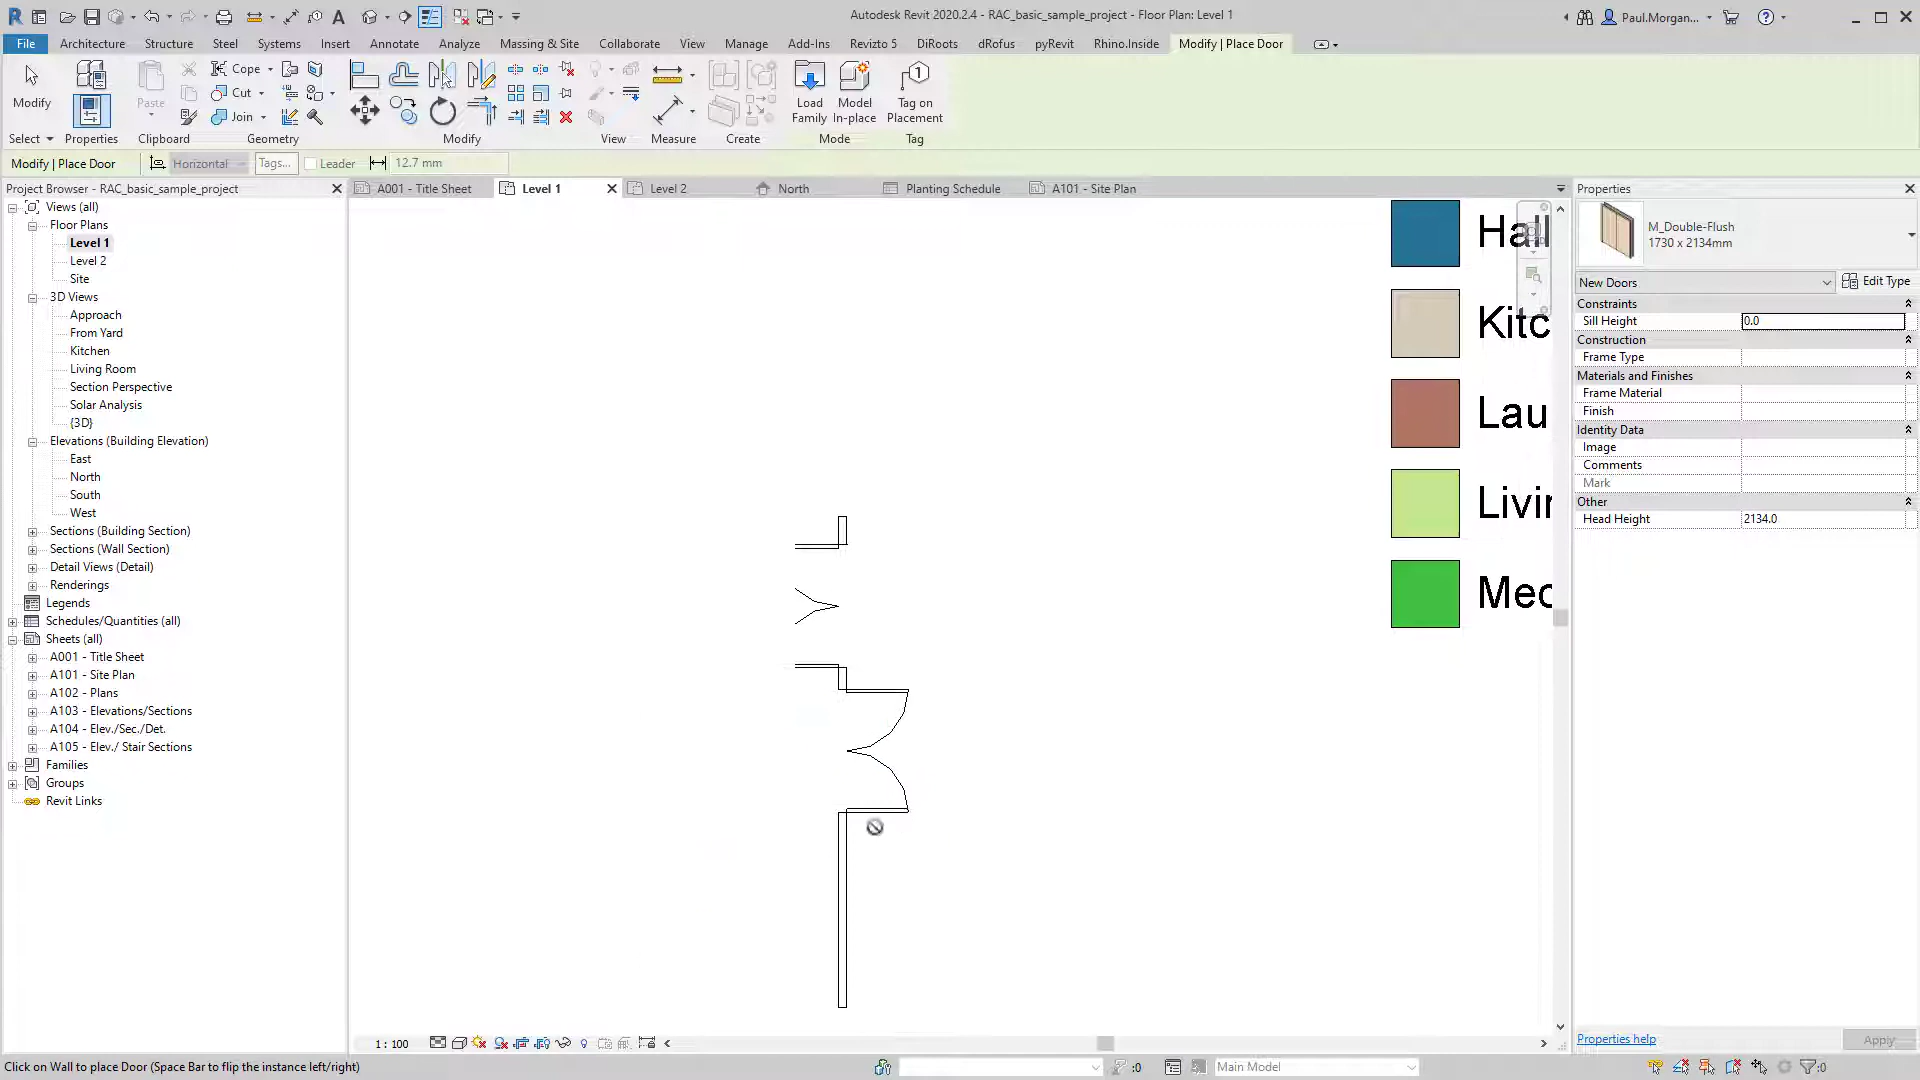 Autodesk Revit 2020.2.4 - RAC_basic_sample_project - Floor Plan: Level 1
Paul.Morgan...
File Architecture Structure Steel Systems Insert Annotate Analyze Massing & Site Collaborate View Manage Add-Ins Revizto 5 DiRoots dRofus pyRevit Rhino.Inside Modify | Place Door
Modify
Paste
Cope
Cut
Join
Load Family
Model In-place
Tag on Placement
Select Properties Clipboard Geometry Modify View Measure Create Mode Tag
Modify | Place Door Horizontal Tags... Leader 12.7 mm
Project Browser - RAC_basic_sample_project
A001 - Title Sheet Level 1 Level 2 North Planting Schedule A101 - Site Plan
Views (all)
Floor Plans
Level 1
Level 2
Site
3D Views
Approach
From Yard
Kitchen
Living Room
Section Perspective
Solar Analysis
{3D}
Elevations (Building Elevation)
East
North
South
West
Sections (Building Section)
Sections (Wall Section)
Detail Views (Detail)
Renderings
Legends
Schedules/Quantities (all)
Sheets (all)
A001 - Title Sheet
A101 - Site Plan
A102 - Plans
A103 - Elevations/Sections
A104 - Elev./Sec./Det.
A105 - Elev./ Stair Sections
Families
Groups
Revit Links
Hall
Kitc
Lau
Livin
Mec
Properties
M_Double-Flush
1730 x 2134mm
New Doors Edit Type
Constraints
Sill Height 0.0
Construction
Frame Type
Materials and Finishes
Frame Material
Finish
Identity Data
Image
Comments
Mark
Other
Head Height 2134.0
Properties help Apply
1 : 100
Click on Wall to place Door (Space Bar to flip the instance left/right)
:0
Main Model
:0